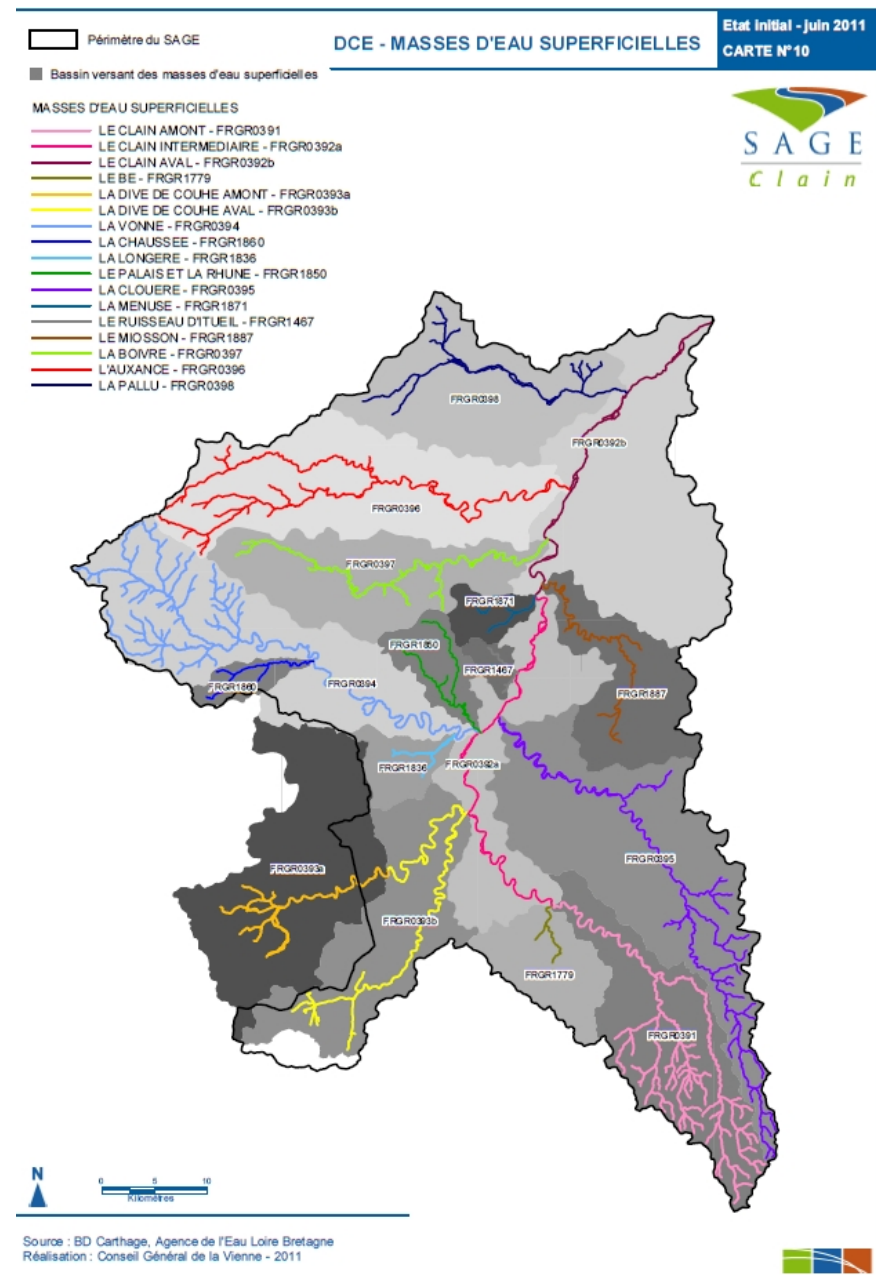 Périmètre du SAGE
Bassin versant des masses d'eau superficielles
DCE - MASSES D'EAU SUPERFICIELLES
Etat initial - juin 2011
CARTE N°10
SAGE
Clain
MASSES D'EAU SUPERFICIELLES
LE CLAIN AMONT - FRGR0391
LE CLAIN INTERMEDIAIRE - FRGR0392a
LE CLAIN AVAL - FRGR0392b
LE BE - FRGR1779
LA DIVE DE COUHE AMONT - FRGR0393a
LA DIVE DE COUHE AVAL - FRGR0393b
LA VONNE - FRGR0394
LA CHAUSSEE - FRGR1860
LA LONGERE - FRGR1836
LE PALAIS ET LA RHUNE - FRGR1850
LA CLOUERE - FRGR0395
LA MENUSE - FRGR1871
LE RUISSEAU D'ITUEIL - FRGR1467
LE MIOSSON - FRGR1887
LA BOIVRE - FRGR0397
L'AUXANCE - FRGR0396
LA PALLU - FRGR0398
FRGR0398
FRGR0392b
FRGR0396
FRGR0397
FRGR1871
FRGR1850
FRGR1467
FRGR1860
FRGR0394
FRGR1887
FRGR1836
FRGR0392a
FRGR0395
FRGR0393a
FRGR0393b
FRGR1779
FRGR0391
N
0 5 10
Kilomètres
Source : BD Carthage, Agence de l'Eau Loire Bretagne
Réalisation : Conseil Général de la Vienne - 2011